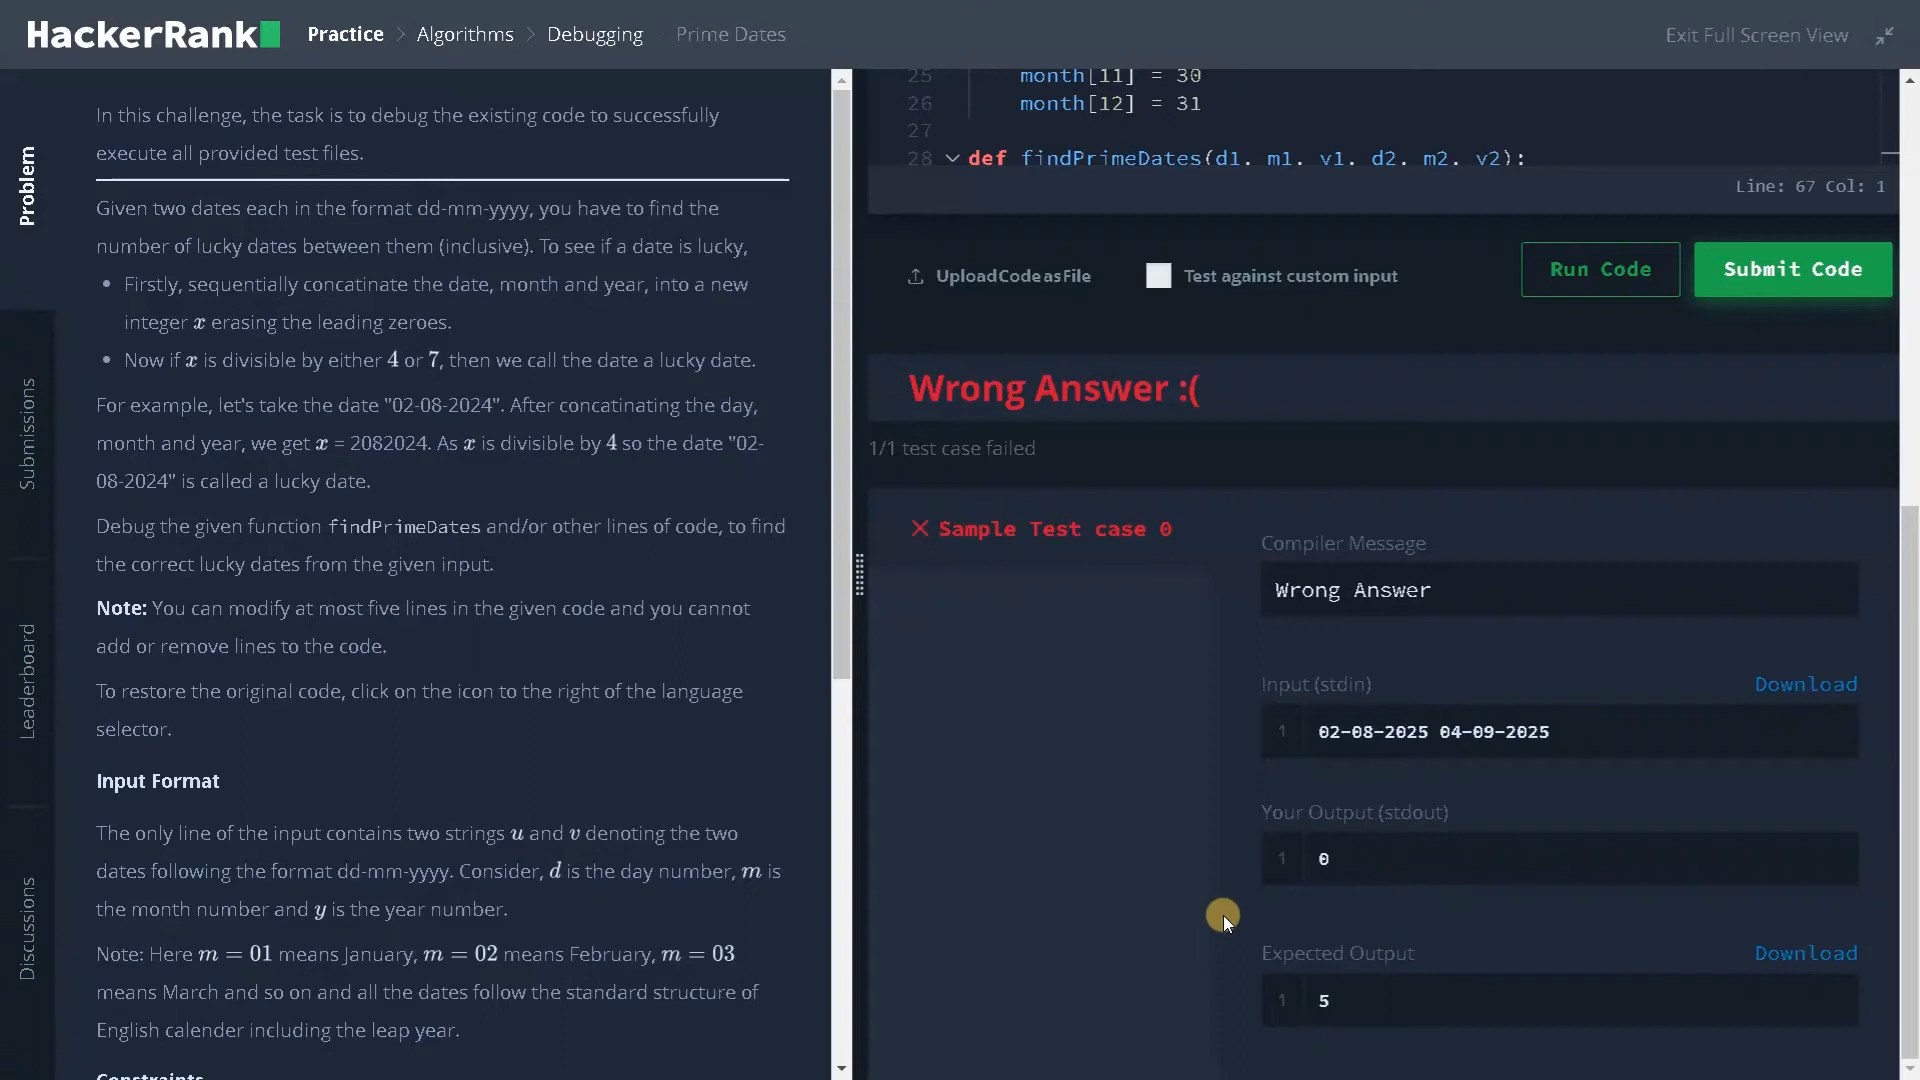 HackerRank
Practice > Algorithms > Debugging Prime Dates
Exit Full Screen View
Problem
Submissions
Leaderboard
Discussions
In this challenge, the task is to debug the existing code to successfully
execute all provided test files.
Given two dates each in the format dd-mm-yyyy, you have to find the
number of lucky dates between them (inclusive). To see if a date is lucky,
• Firstly, sequentially concatinate the date, month and year, into a new
integer x erasing the leading zeroes.
• Now if x is divisible by either 4 or 7, then we call the date a lucky date.
For example, let's take the date "02-08-2024". After concatinating the day,
month and year, we get x = 2082024. As x is divisible by 4 so the date "02-
08-2024" is called a lucky date.
Debug the given function findPrimeDates and/or other lines of code, to find
the correct lucky dates from the given input.
Note: You can modify at most five lines in the given code and you cannot
add or remove lines to the code.
To restore the original code, click on the icon to the right of the language
selector.
Input Format
The only line of the input contains two strings u and v denoting the two
dates following the format dd-mm-yyyy. Consider, d is the day number, m is
the month number and y is the year number.
Note: Here m = 01 means January, m = 02 means February, m = 03
means March and so on and all the dates follow the standard structure of
English calender including the leap year.
Constraints
25 month[11] = 30
26 month[12] = 31
27
28 def findPrimeDates(d1, m1, y1, d2, m2, y2):
Line: 67 Col: 1
Upload Code as File
Test against custom input
Run Code
Submit Code
Wrong Answer :(
1/1 test case failed
Sample Test case 0
Compiler Message
Wrong Answer
Input (stdin)
Download
1 02-08-2025 04-09-2025
Your Output (stdout)
1 0
Expected Output
Download
1 5